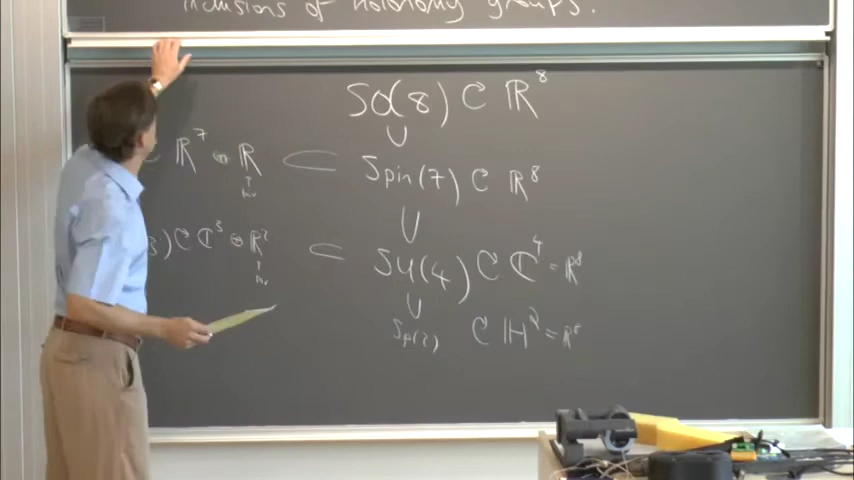 inclusions of holonomy groups.
SO(8) ⊂ ℝ⁸
∪
ℝ⁷ ⊕ ℝ ⊂ Spin(7) ⊂ ℝ⁸
↑
∪
3) ⊂ ℂ³ ⊕ ℝ² ⊂ SU(4) ⊂ ℂ⁴ = ℝ⁸
↑
∪
Sp(2) ⊂ ℍ² = ℝ⁸